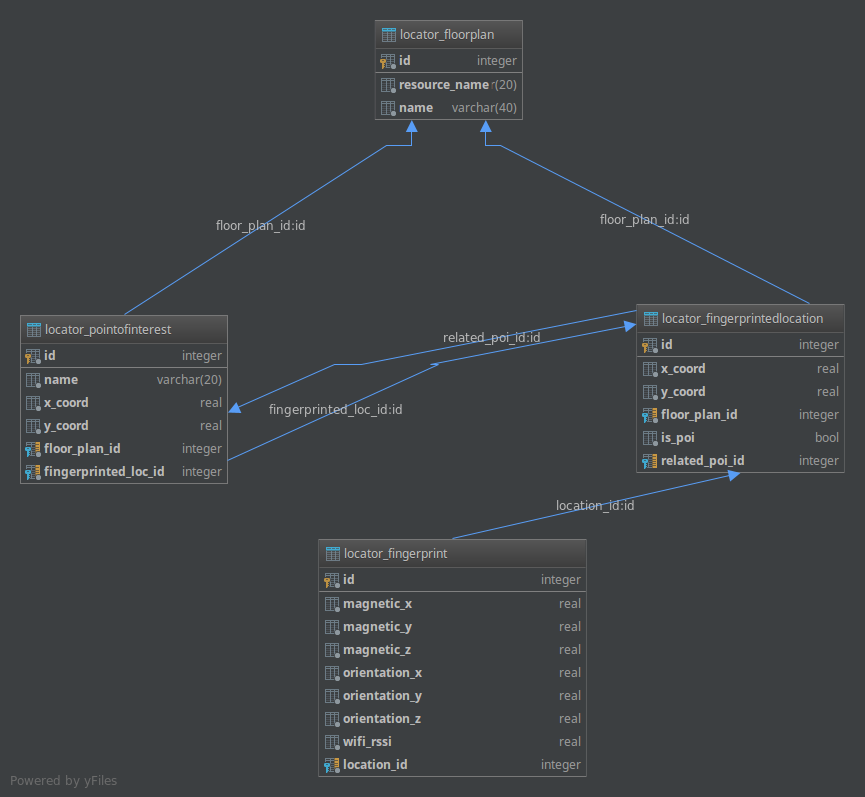 locator_floorplan
id integer
resource_name r(20)
name varchar(40)
floor_plan_id:id
floor_plan_id:id
locator_pointofinterest
id integer
name varchar(20)
x_coord real
y_coord real
floor_plan_id integer
fingerprinted_loc_id integer
related_poi_id:id
fingerprinted_loc_id:id
locator_fingerprintedlocation
id integer
x_coord real
y_coord real
floor_plan_id integer
is_poi bool
related_poi_id integer
location_id:id
locator_fingerprint
id integer
magnetic_x real
magnetic_y real
magnetic_z real
orientation_x real
orientation_y real
orientation_z real
wifi_rssi real
location_id integer
Powered by yFiles